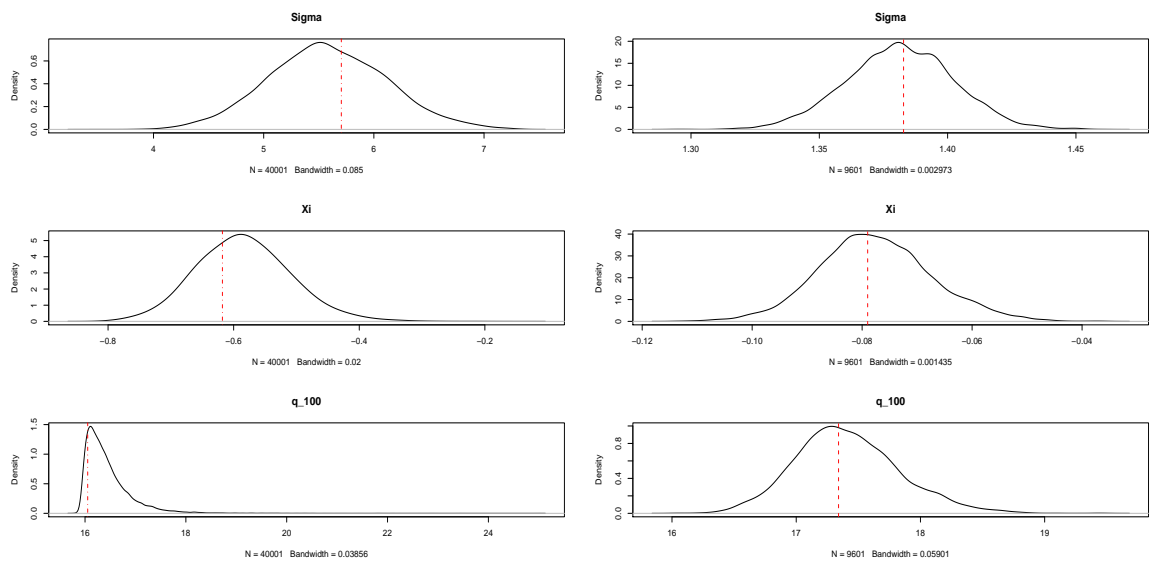 Sigma
Density
0.0 0.2 0.4 0.6
4 5 6 7
N = 40001 Bandwidth = 0.085
Sigma
Density
0 5 10 15 20
1.30 1.35 1.40 1.45
N = 9601 Bandwidth = 0.002973
Xi
Density
0 1 2 3 4 5
−0.8 −0.6 −0.4 −0.2
N = 40001 Bandwidth = 0.02
Xi
Density
0 10 20 30 40
−0.12 −0.10 −0.08 −0.06 −0.04
N = 9601 Bandwidth = 0.001435
q_100
Density
0.0 0.5 1.0 1.5
16 18 20 22 24
N = 40001 Bandwidth = 0.03856
q_100
Density
0.0 0.4 0.8
16 17 18 19
N = 9601 Bandwidth = 0.05901